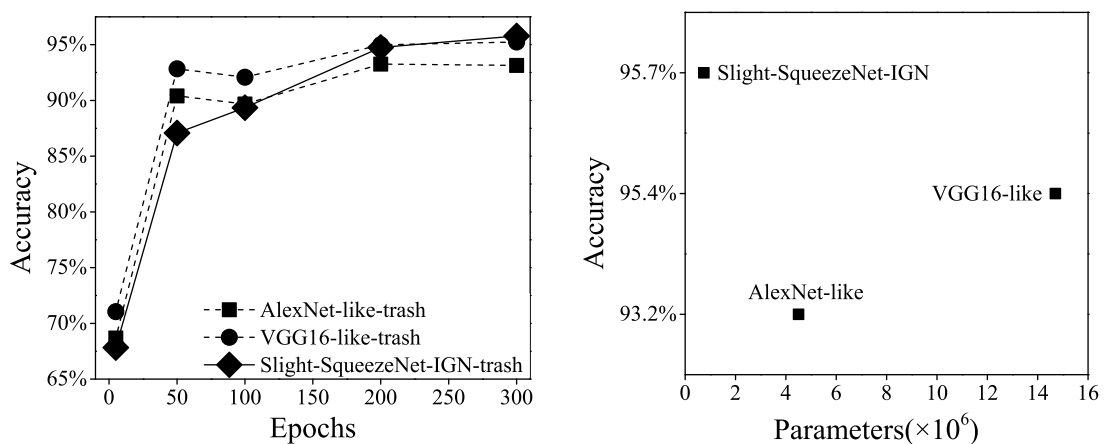 95%
90%
85%
80%
75%
70%
65%
Accuracy
AlexNet-like-trash
VGG16-like-trash
Slight-SqueezeNet-IGN-trash
0 50 100 150 200 250 300
Epochs
95.7%
95.4%
93.2%
Accuracy
Slight-SqueezeNet-IGN
VGG16-like
AlexNet-like
0 2 4 6 8 10 12 14 16
Parameters(×10⁶)